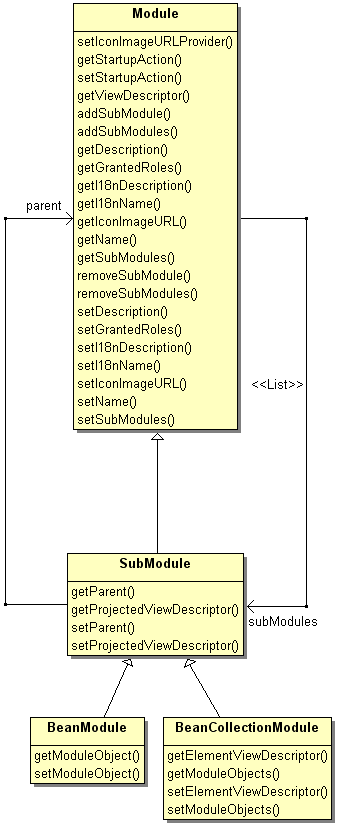 Module
setIconImageURLProvider()
getStartupAction()
setStartupAction()
getViewDescriptor()
addSubModule()
addSubModules()
getDescription()
getGrantedRoles()
getI18nDescription()
getI18nName()
parent
getIconImageURL()
getName()
getSubModules()
removeSubModule()
removeSubModules()
setDescription()
setGrantedRoles()
setI18nDescription()
setI18nName()
setIconImageURL()
<<List>>
setName()
setSubModules()
SubModule
getParent()
getProjectedViewDescriptor()
setParent()
setProjectedViewDescriptor()
subModules
BeanModule
getModuleObject()
setModuleObject()
BeanCollectionModule
getElementViewDescriptor()
getModuleObjects()
setElementViewDescriptor()
setModuleObjects()